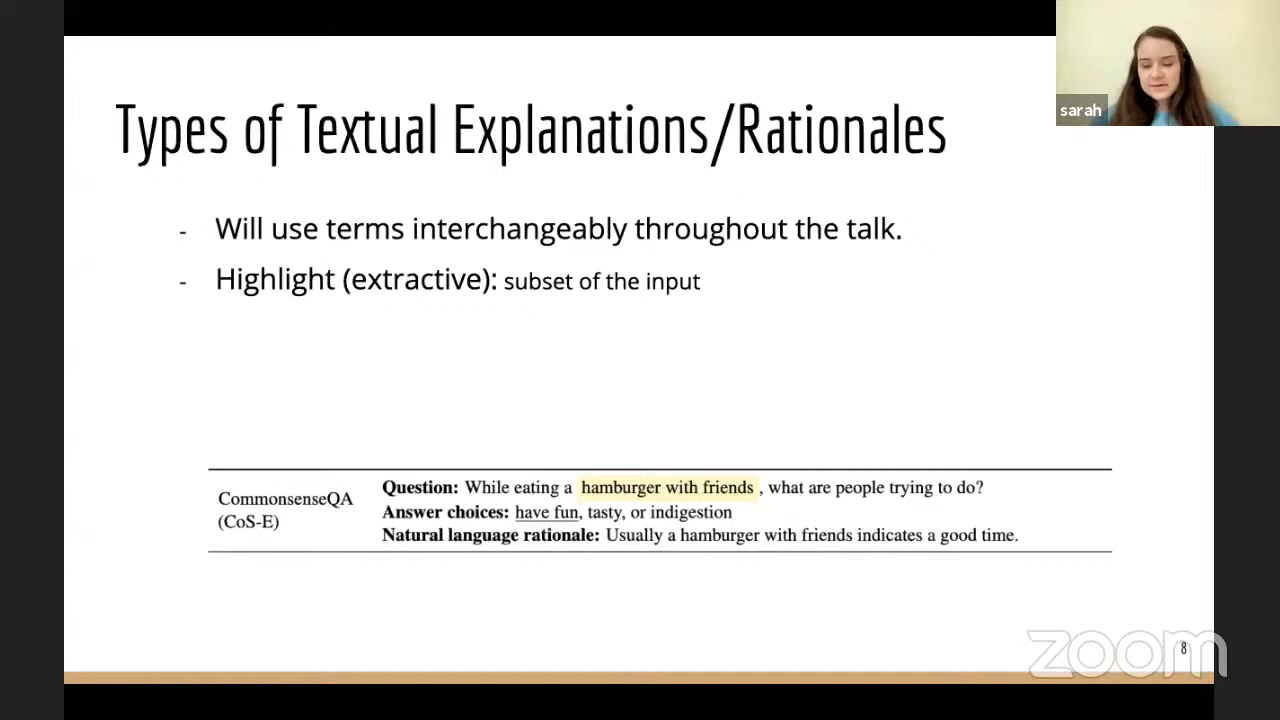 Types of Textual Explanations/Rationales
sarah
- Will use terms interchangeably throughout the talk.
- Highlight (extractive): subset of the input
CommonsenseQA
(CoS-E)
Question: While eating a hamburger with friends , what are people trying to do?
Answer choices: have fun, tasty, or indigestion
Natural language rationale: Usually a hamburger with friends indicates a good time.
8
zoom